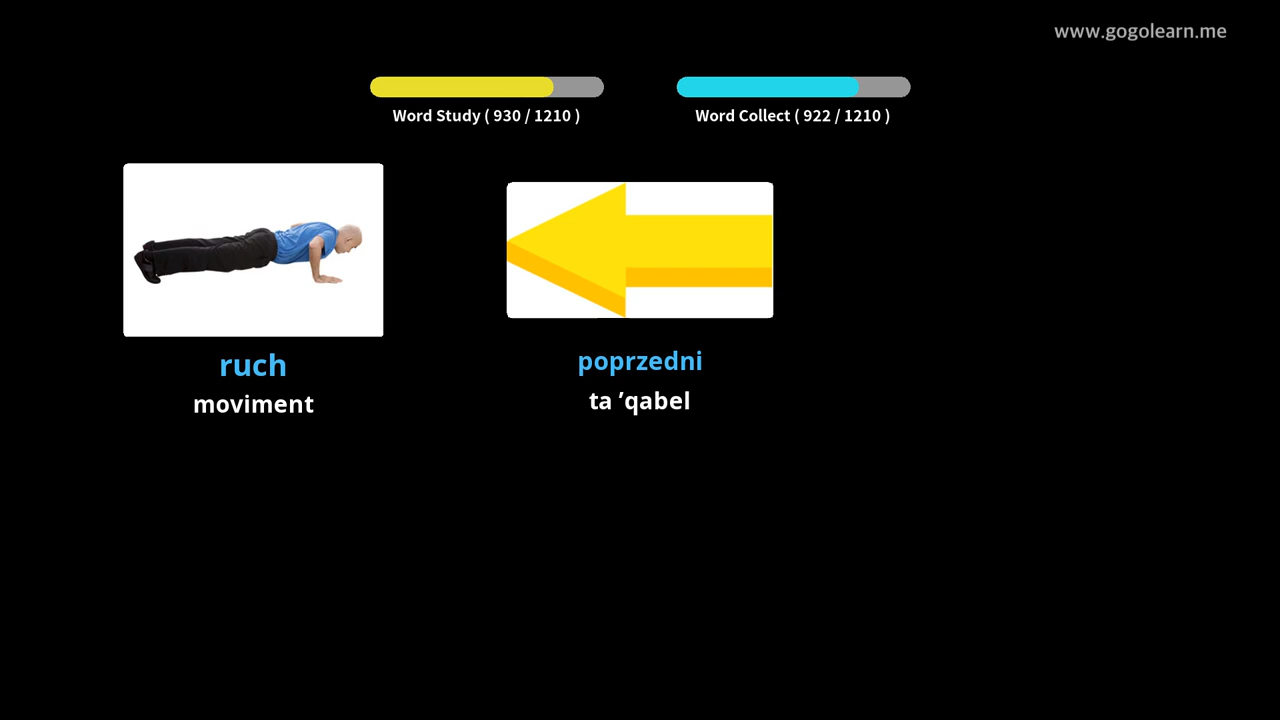 www.gogolearn.me
Word Study ( 930 / 1210 )
Word Collect ( 922 / 1210 )
ruch
moviment
poprzedni
ta ’qabel